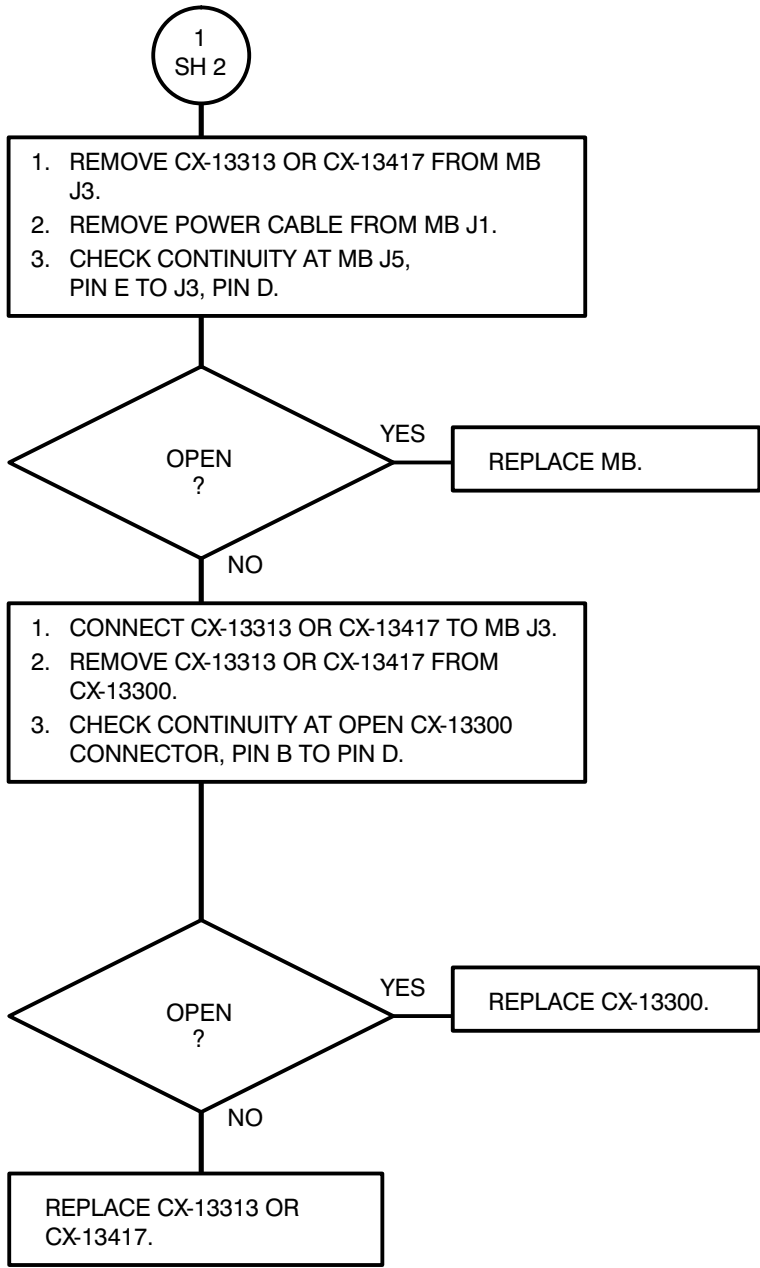 1
SH 2
1. REMOVE CX-13313 OR CX-13417 FROM MB
J3.
2. REMOVE POWER CABLE FROM MB J1.
3. CHECK CONTINUITY AT MB J5,
PIN E TO J3, PIN D.
OPEN
?
YES
REPLACE MB.
NO
1. CONNECT CX-13313 OR CX-13417 TO MB J3.
2. REMOVE CX-13313 OR CX-13417 FROM
CX-13300.
3. CHECK CONTINUITY AT OPEN CX-13300
CONNECTOR, PIN B TO PIN D.
OPEN
?
YES
REPLACE CX-13300.
NO
REPLACE CX-13313 OR
CX-13417.